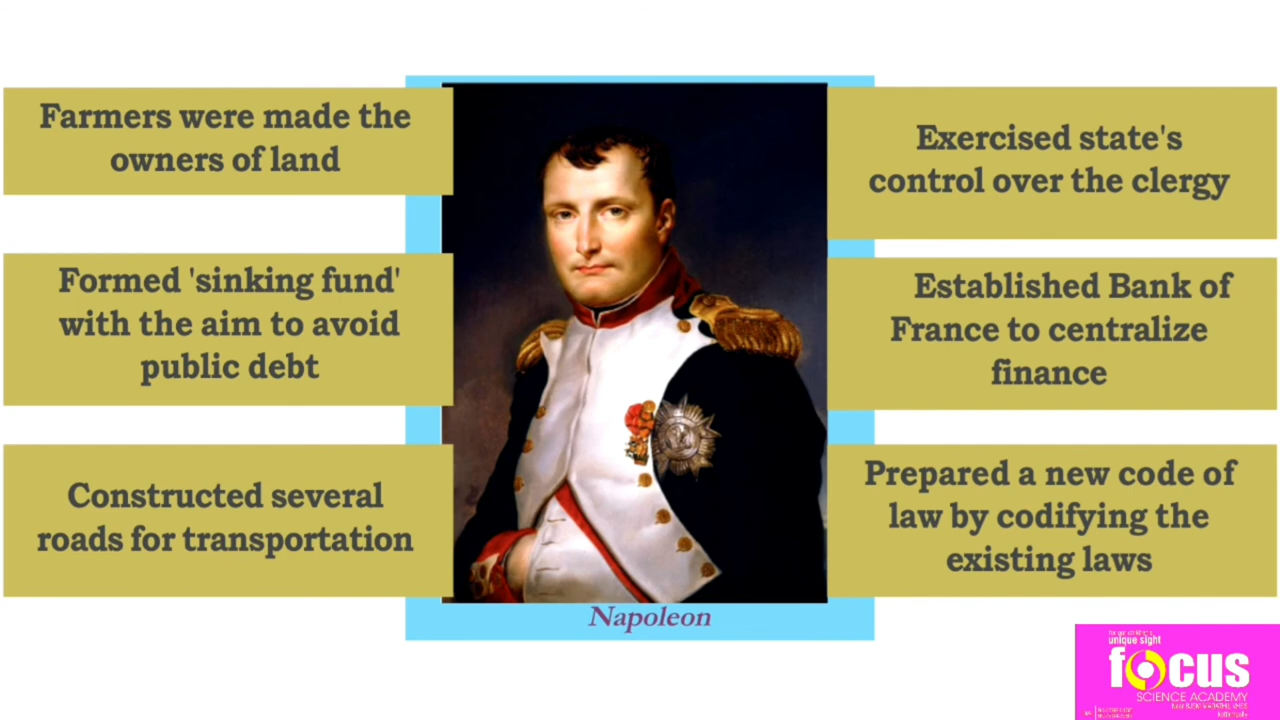 Farmers were made the
owners of land
Formed 'sinking fund'
with the aim to avoid
public debt
Constructed several
roads for transportation
Exercised state's
control over the clergy
Established Bank of
France to centralize
finance
Prepared a new code of
law by codifying the
existing laws
Napoleon
unique sight
focus
SCIENCE ACADEMY